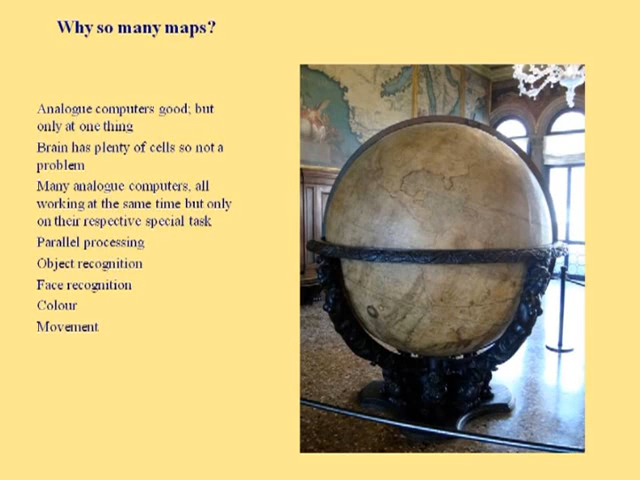 Why so many maps?
Analogue computers good; but
only at one thing
Brain has plenty of cells so not a
problem
Many analogue computers, all
working at the same time but only
on their respective special task
Parallel processing
Object recognition
Face recognition
Colour
Movement